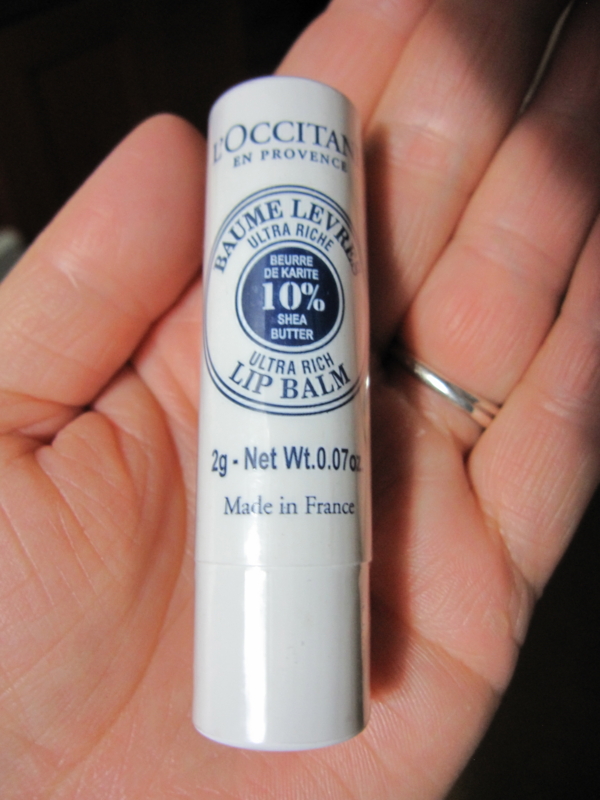 L'OCCITAN
EN PROVENCE
BAUME LEVRES
ULTRA RICHE
BEURRE
DE KARITE
10%
SHEA
BUTTER
ULTRA RICH
LIP BALM
2g - Net Wt.0.07oz
Made in France